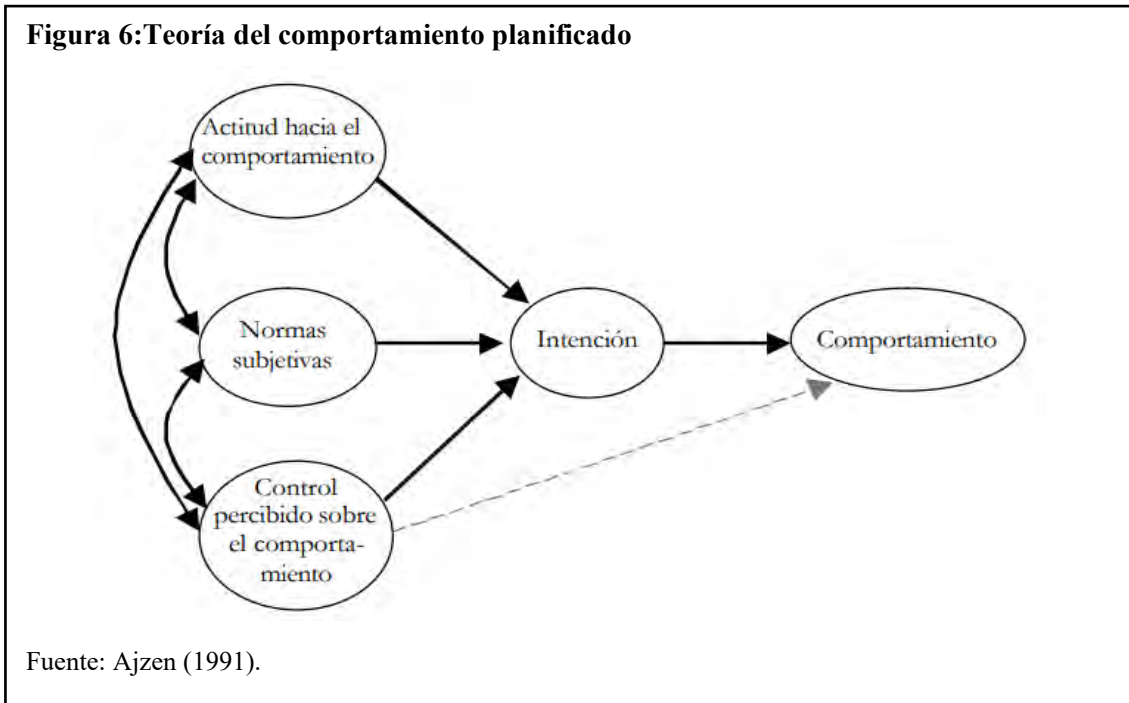 Figura 6:Teoría del comportamiento planificado
Actitud hacia el
comportamiento
Normas
subjetivas
Control
percibido sobre
el comporta-
miento
Intención
Comportamiento
Fuente: Ajzen (1991).